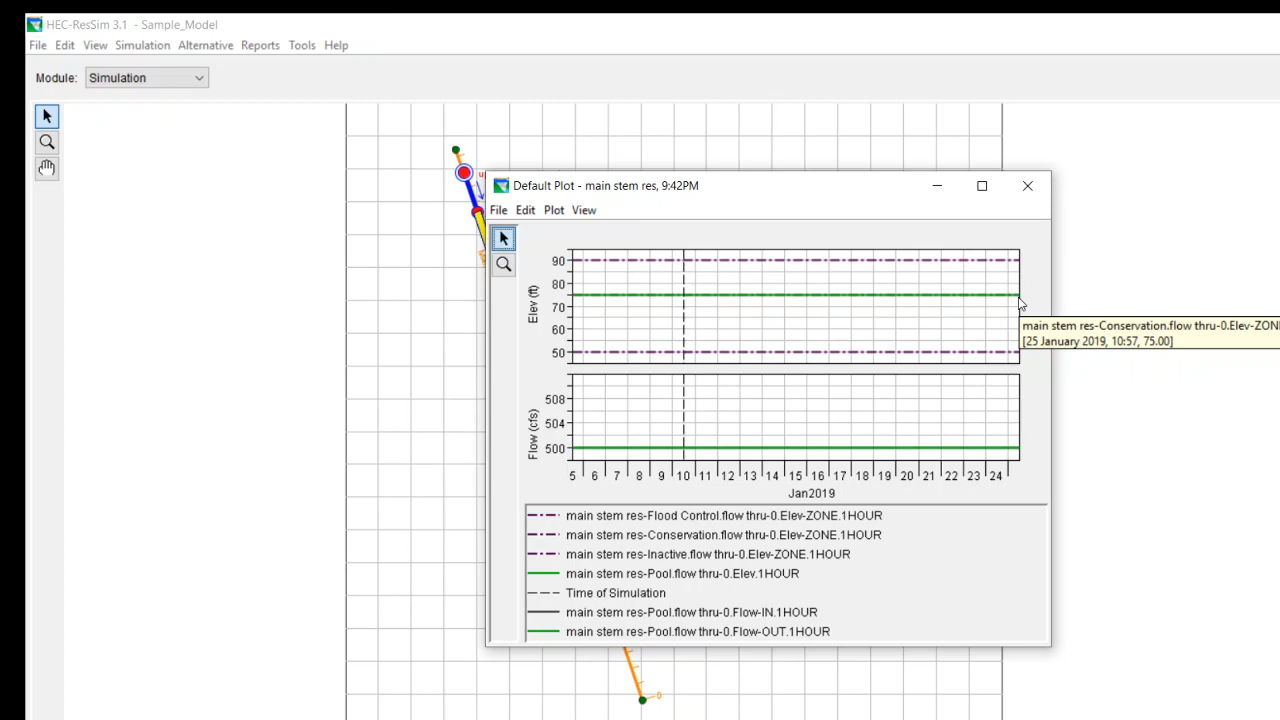 HEC-ResSim 3.1 - Sample_Model
File Edit View Simulation Alternative Reports Tools Help
Module: Simulation
u
Default Plot - main stem res, 9:42PM
File Edit Plot View
Elev (ft)
90
80
70
60
50
main stem res-Conservation.flow thru-0.Elev-ZON
[25 January 2019, 10:57, 75.00]
Flow (cfs)
508
504
500
5 6 7 8 9 10 11 12 13 14 15 16 17 18 19 20 21 22 23 24
Jan2019
main stem res-Flood Control.flow thru-0.Elev-ZONE.1HOUR
main stem res-Conservation.flow thru-0.Elev-ZONE.1HOUR
main stem res-Inactive.flow thru-0.Elev-ZONE.1HOUR
main stem res-Pool.flow thru-0.Elev.1HOUR
Time of Simulation
main stem res-Pool.flow thru-0.Flow-IN.1HOUR
main stem res-Pool.flow thru-0.Flow-OUT.1HOUR
0